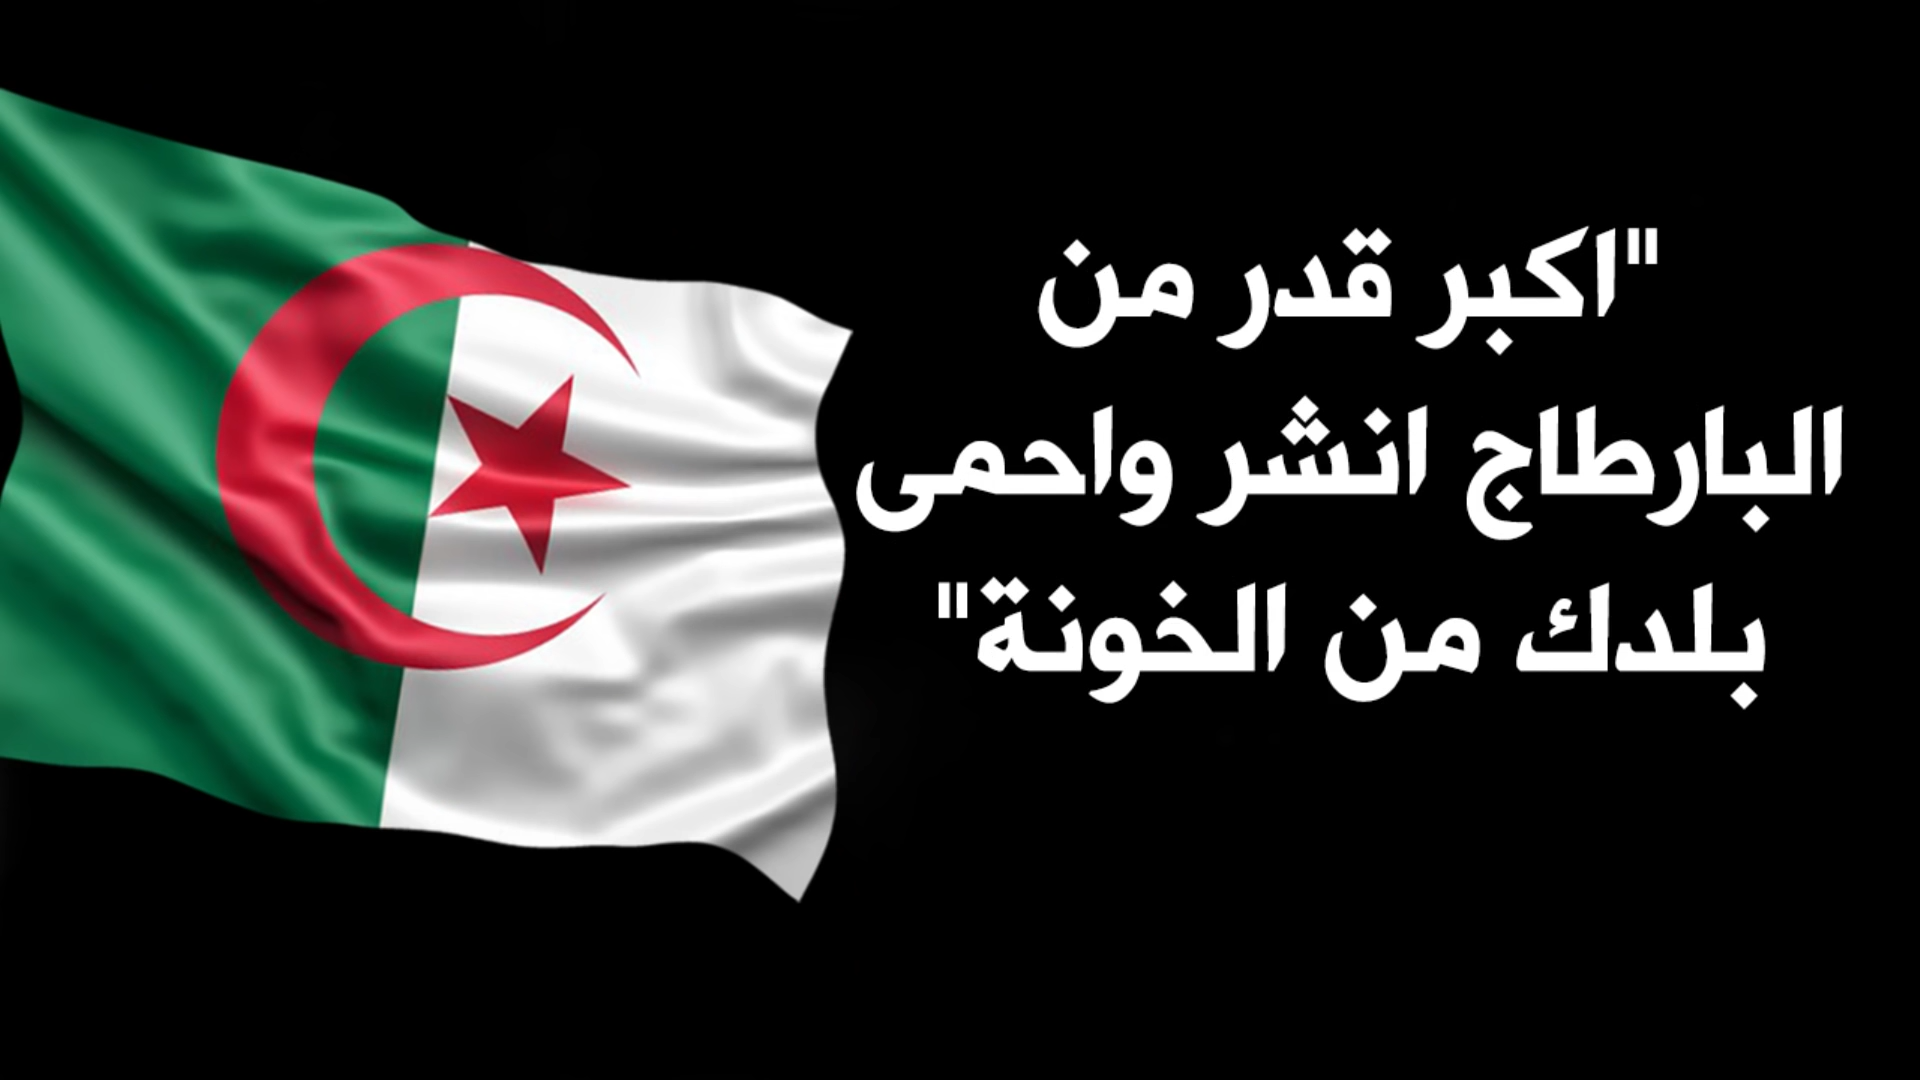 "اكبر قدر من
البارطاج انشر واحمى
بلدك من الخونة"